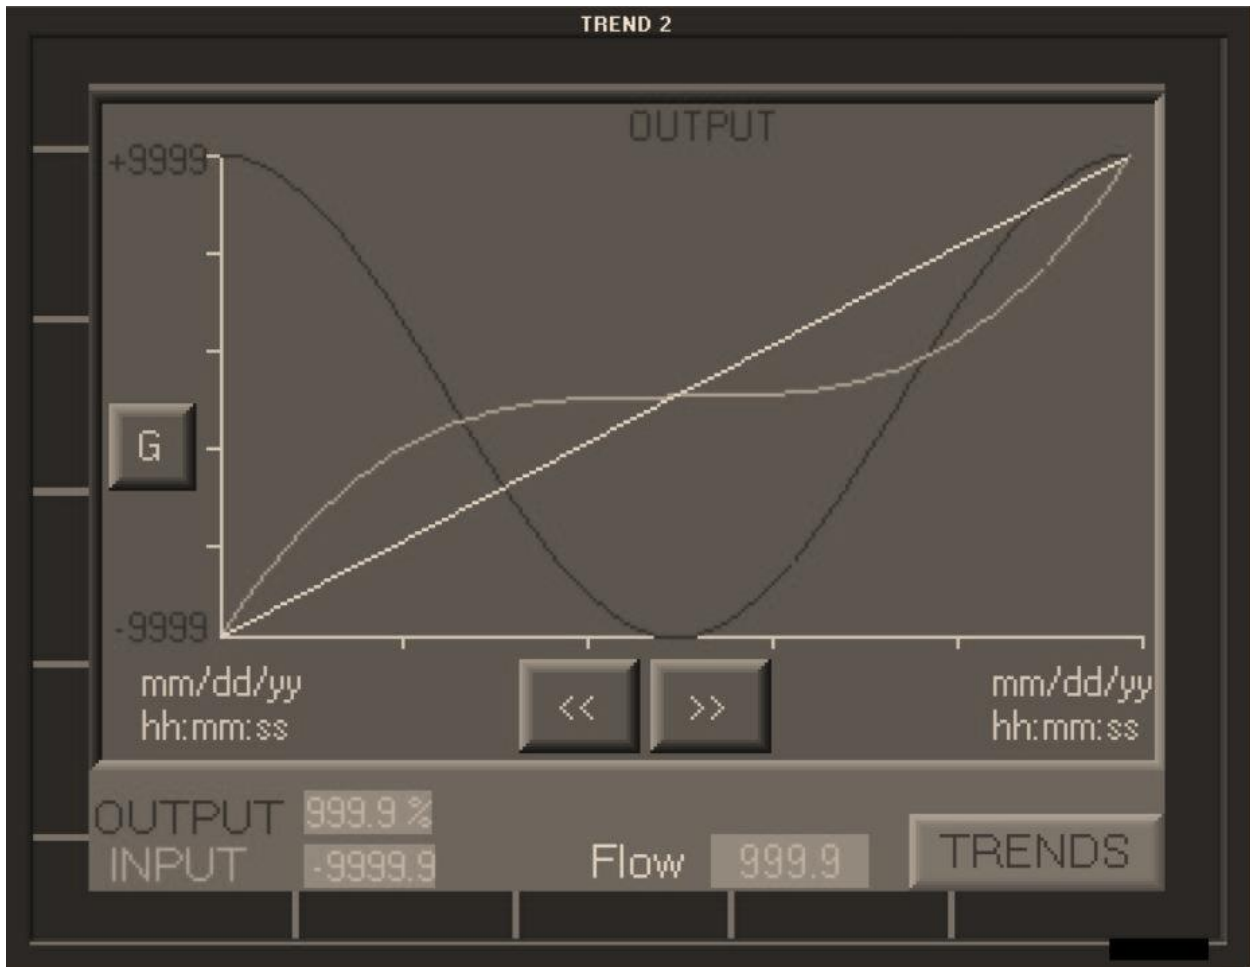 TREND 2
OUTPUT
+9999
G
-9999
mm/dd/yy
hh:mm:ss
<< >>
mm/dd/yy
hh:mm:ss
OUTPUT 999.9 %
INPUT -9999.9
Flow 999.9
TRENDS